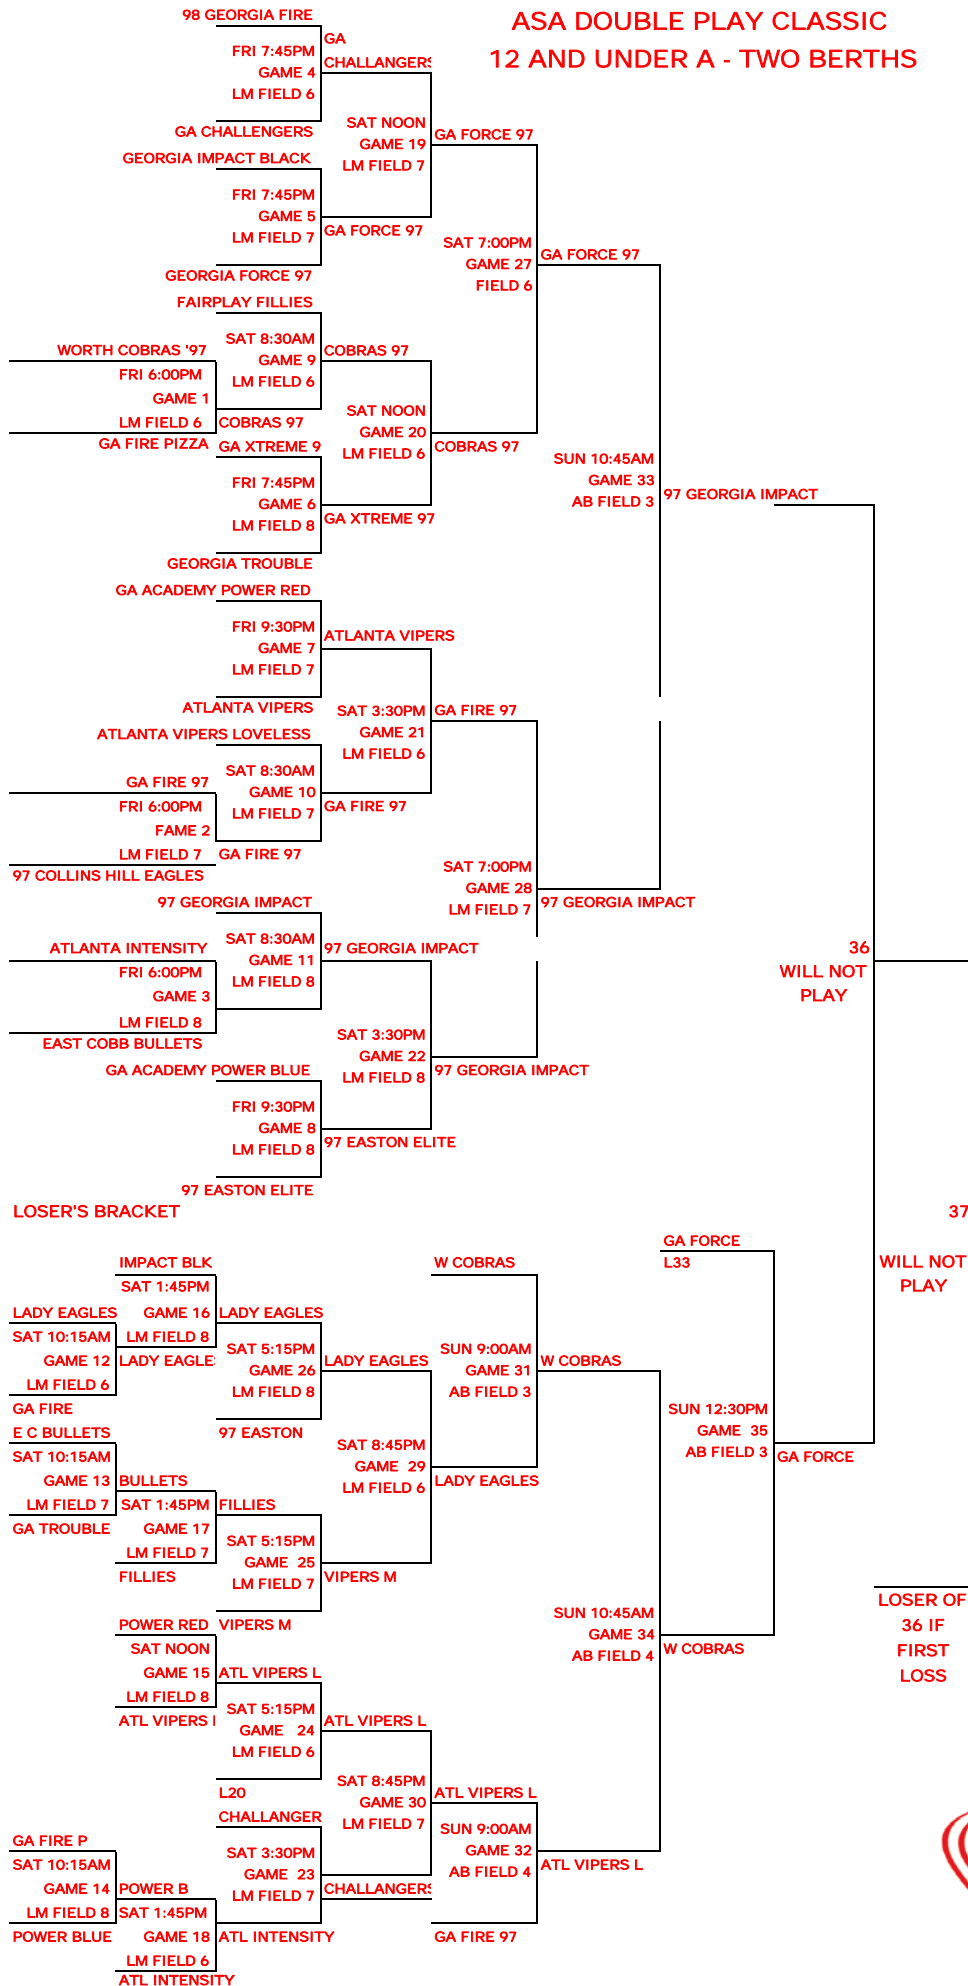 98 GEORGIA FIRE
ASA DOUBLE PLAY CLASSIC
12 AND UNDER A - TWO BERTHS
FRI 7:45PM
GAME 4
LM FIELD 6
GA
CHALLANGERS
GA CHALLENGERS
SAT NOON
GAME 19
LM FIELD 7
GA FORCE 97
GEORGIA IMPACT BLACK
FRI 7:45PM
GAME 5
LM FIELD 7
GA FORCE 97
GEORGIA FORCE 97
SAT 7:00PM
GAME 27
FIELD 6
GA FORCE 97
FAIRPLAY FILLIES
SAT 8:30AM
GAME 9
LM FIELD 6
COBRAS 97
WORTH COBRAS '97
FRI 6:00PM
GAME 1
LM FIELD 6
COBRAS 97
GA FIRE PIZZA
SAT NOON
GAME 20
LM FIELD 6
COBRAS 97
GA XTREME 9
FRI 7:45PM
GAME 6
LM FIELD 8
GA XTREME 97
GEORGIA TROUBLE
SUN 10:45AM
GAME 33
AB FIELD 3
97 GEORGIA IMPACT
GA ACADEMY POWER RED
FRI 9:30PM
GAME 7
LM FIELD 7
ATLANTA VIPERS
ATLANTA VIPERS
SAT 3:30PM
GAME 21
LM FIELD 6
GA FIRE 97
ATLANTA VIPERS LOVELESS
SAT 8:30AM
GAME 10
LM FIELD 7
GA FIRE 97
GA FIRE 97
FRI 6:00PM
FAME 2
LM FIELD 7
GA FIRE 97
97 COLLINS HILL EAGLES
SAT 7:00PM
GAME 28
LM FIELD 7
97 GEORGIA IMPACT
97 GEORGIA IMPACT
SAT 8:30AM
GAME 11
LM FIELD 8
97 GEORGIA IMPACT
ATLANTA INTENSITY
FRI 6:00PM
GAME 3
LM FIELD 8
EAST COBB BULLETS
36
WILL NOT
PLAY
SAT 3:30PM
GAME 22
LM FIELD 8
97 GEORGIA IMPACT
GA ACADEMY POWER BLUE
FRI 9:30PM
GAME 8
LM FIELD 8
97 EASTON ELITE
97 EASTON ELITE
LOSER'S BRACKET
37
WILL NOT
PLAY
GA FORCE
L33
IMPACT BLK
SAT 1:45PM
GAME 16
LM FIELD 8
LADY EAGLES
W COBRAS
LADY EAGLES
SAT 10:15AM
GAME 12
LM FIELD 6
LADY EAGLES
GA FIRE
SAT 5:15PM
GAME 26
LM FIELD 8
LADY EAGLES
97 EASTON
SUN 9:00AM
GAME 31
AB FIELD 3
W COBRAS
SUN 12:30PM
GAME 35
AB FIELD 3
GA FORCE
E C BULLETS
SAT 10:15AM
GAME 13
LM FIELD 7
BULLETS
GA TROUBLE
SAT 8:45PM
GAME 29
LM FIELD 6
LADY EAGLES
SAT 1:45PM
GAME 17
LM FIELD 7
FILLIES
FILLIES
SAT 5:15PM
GAME 25
LM FIELD 7
VIPERS M
VIPERS M
LOSER OF
36 IF
FIRST
LOSS
SUN 10:45AM
GAME 34
AB FIELD 4
W COBRAS
POWER RED
SAT NOON
GAME 15
LM FIELD 8
ATL VIPERS L
ATL VIPERS L
SAT 5:15PM
GAME 24
LM FIELD 6
ATL VIPERS L
L20
SAT 8:45PM
GAME 30
LM FIELD 7
ATL VIPERS L
CHALLANGER
SAT 3:30PM
GAME 23
LM FIELD 7
CHALLANGERS
SUN 9:00AM
GAME 32
AB FIELD 4
ATL VIPERS L
GA FIRE P
SAT 10:15AM
GAME 14
LM FIELD 8
POWER B
POWER BLUE
SAT 1:45PM
GAME 18
LM FIELD 6
ATL INTENSITY
ATL INTENSITY
GA FIRE 97